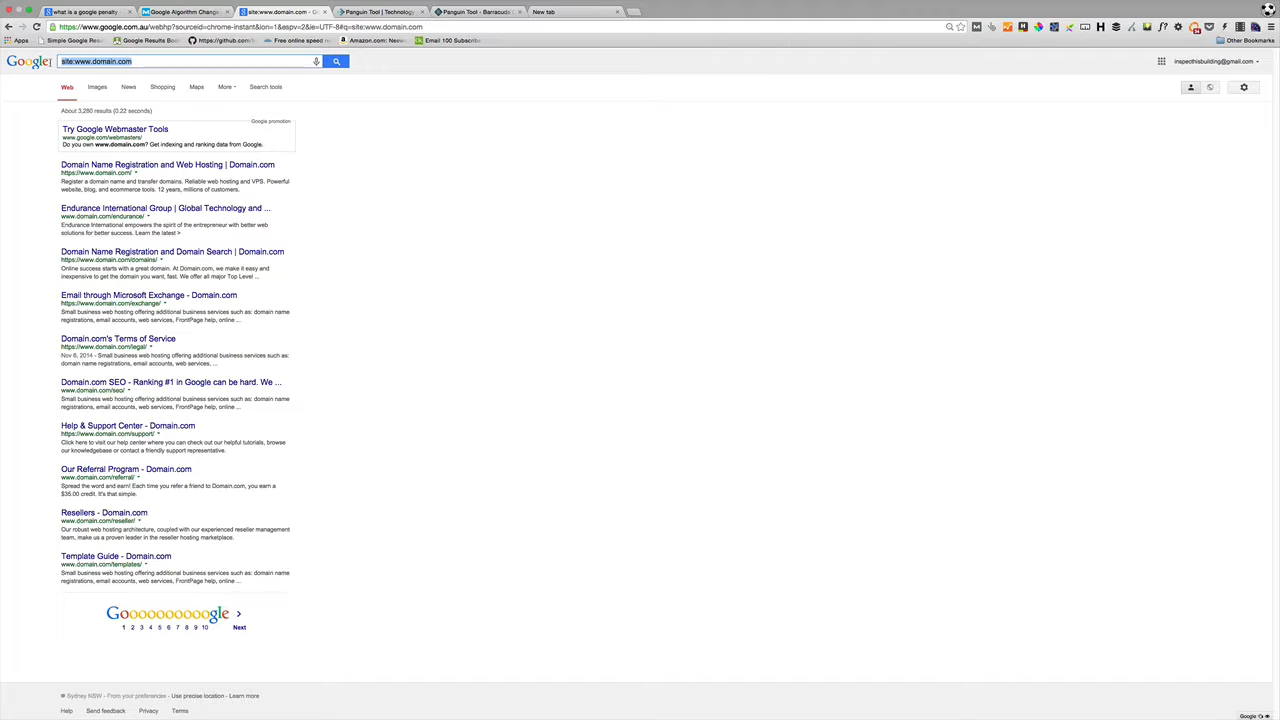 what is a google penalty
Google Algorithm Change
site:www.domain.com - Go
Panguin Tool | Technology
Panguin Tool - Barracuda D
New tab
https://www.google.com.au/webhp?sourceid=chrome-instant&ion=1&espv=2&ie=UTF-8#q=site:www.domain.com
Apps
Simple Google Resu
Google Results Boo
https://github.com/
Free online speed n
Amazon.com: Neew
Email 100 Subscribe
Other Bookmarks
Google
site:www.domain.com
inspectthisbuilding@gmail.com
Web
Images
News
Shopping
Maps
More
Search tools
About 3,280 results (0.22 seconds)
Google promotion
Try Google Webmaster Tools
www.google.com/webmasters/
Do you own www.domain.com? Get indexing and ranking data from Google.
Domain Name Registration and Web Hosting | Domain.com
https://www.domain.com/
Register a domain name and transfer domains. Reliable web hosting and VPS. Powerful
website, blog, and ecommerce tools. 12 years, millions of customers.
Endurance International Group | Global Technology and ...
www.domain.com/endurance/
Endurance International empowers the spirit of the entrepreneur with better web
solutions for better success. Learn the latest >
Domain Name Registration and Domain Search | Domain.com
https://www.domain.com/domains/
Online success starts with a great domain. At Domain.com, we make it easy and
inexpensive to get the domain you want, fast. We offer all major Top Level ...
Email through Microsoft Exchange - Domain.com
https://www.domain.com/exchange/
Small business web hosting offering additional business services such as: domain name
registrations, email accounts, web services, FrontPage help, online ...
Domain.com's Terms of Service
https://www.domain.com/legal/
Nov 6, 2014 - Small business web hosting offering additional business services such as:
domain name registrations, email accounts, web services, ...
Domain.com SEO - Ranking #1 in Google can be hard. We ...
www.domain.com/seo/
Small business web hosting offering additional business services such as: domain name
registrations, email accounts, web services, FrontPage help, online ...
Help & Support Center - Domain.com
https://www.domain.com/support/
Click here to visit our help center where you can check out our helpful tutorials, browse
our knowledgebase or contact a friendly support representative.
Our Referral Program - Domain.com
www.domain.com/referral/
Spread the word and earn! Each time you refer a friend to Domain.com, you earn a
$35.00 credit. It's that simple.
Resellers - Domain.com
www.domain.com/reseller/
Our robust web hosting architecture, coupled with our experienced reseller management
team, make us a proven leader in the reseller hosting marketplace.
Template Guide - Domain.com
www.domain.com/templates/
Small business web hosting offering additional business services such as: domain name
registrations, email accounts, web services, FrontPage help, online ...
Goooooooooogle >
1 2 3 4 5 6 7 8 9 10 Next
Sydney NSW - From your preferences - Use precise location - Learn more
Help
Send feedback
Privacy
Terms
Google